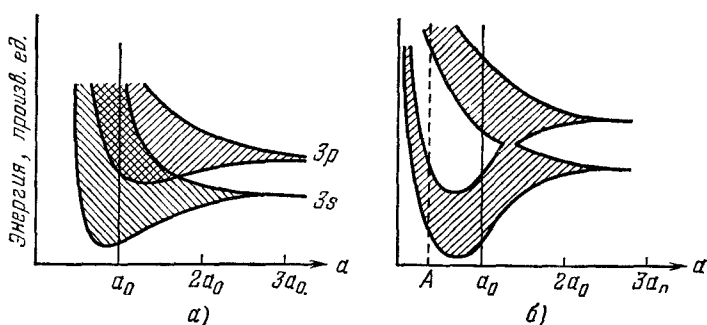 Энергия, произв. ед.
3p
3s
a₀ 2a₀ 3a₀. a
а)
A a₀ 2a₀ 3a₀ a
б)